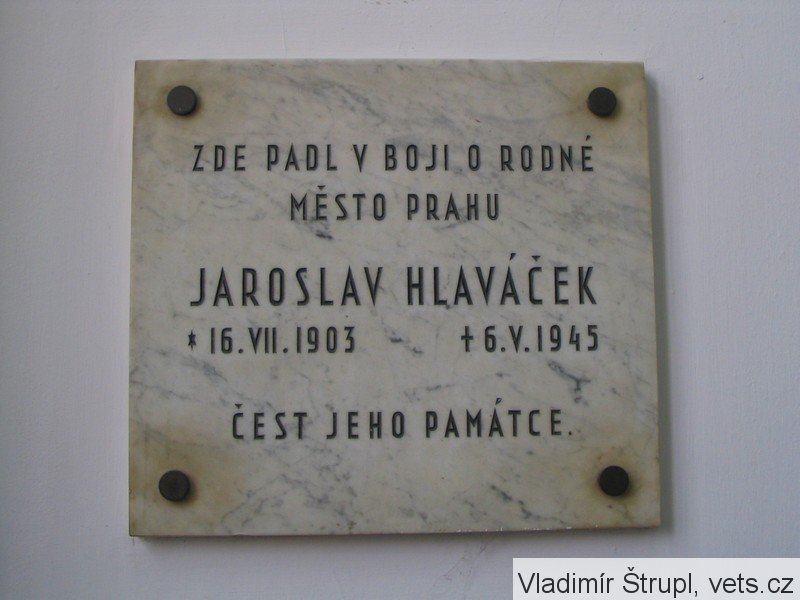 ZDE PADL V BOJI O RODNÉ
MĚSTO PRAHU
JAROSLAV HLAVÁČEK
* 16. VII. 1903 † 6. V. 1945
ČEST JEHO PAMÁTCE.
Vladimír Štrupl, vets.cz